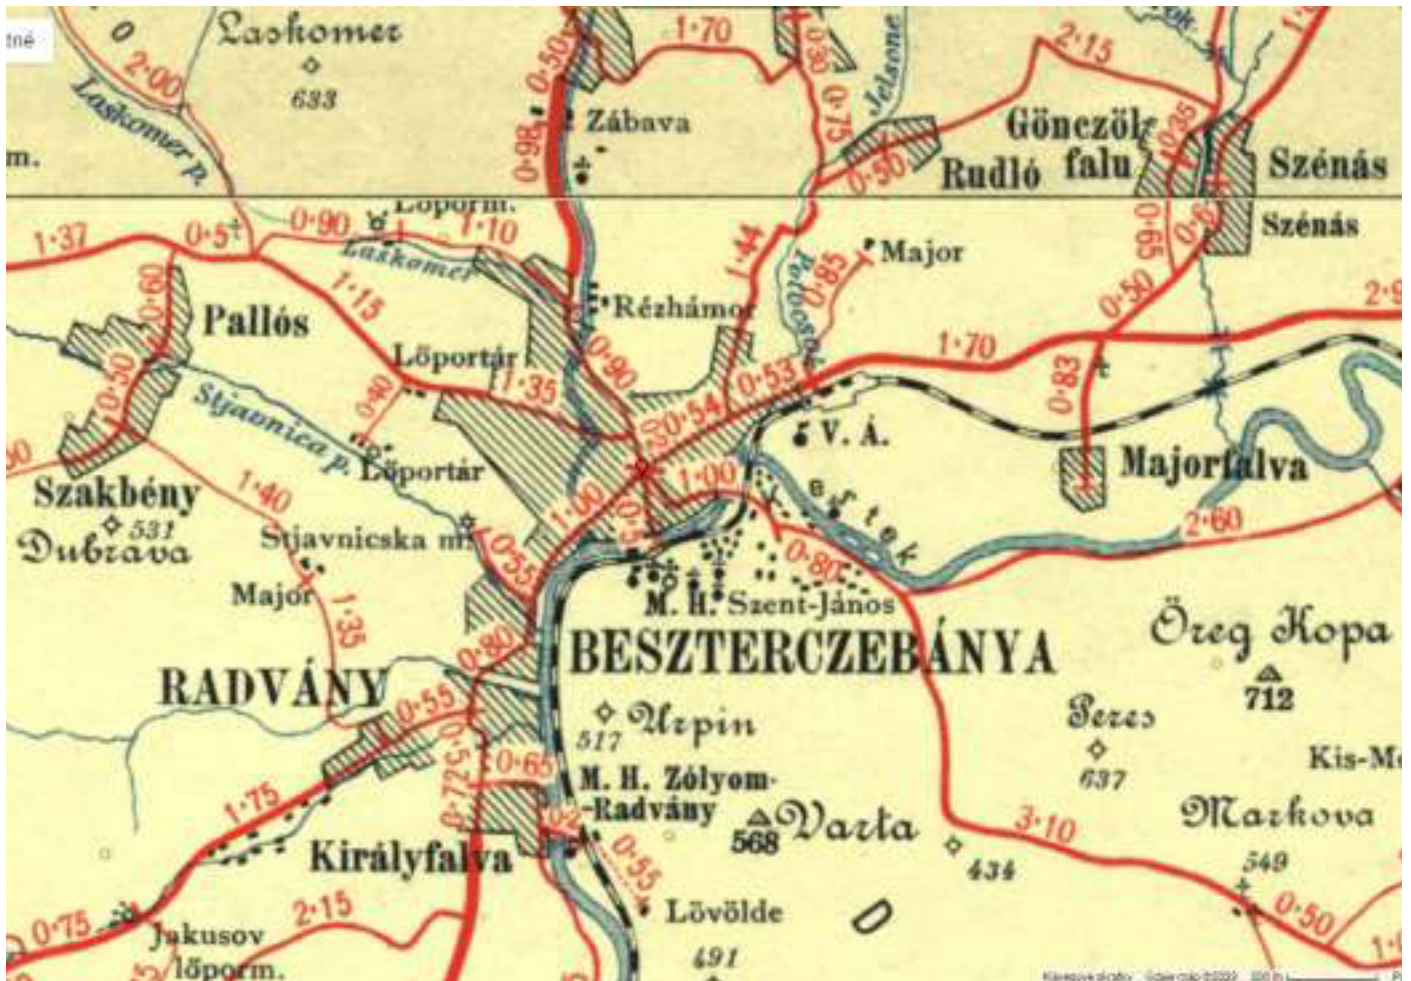 tné
Laskomer
633
2·00
Laskomer p.
m.
0·50
1·70
0·30
0·75
Jelsone
2·15
Zábava
0·98
Gönczöl
falu
0·35
Szénás
Rudló
0·50
Szénás
0·65
1·37
0·90
Lőporm.
1·10
Laskomer
1·44
0·85
Major
0·60
Pallós
1·15
Rézhámor
0·50
Lőportár
1·35
0·90
1·70
0·53
0·54
0·83
0·50
Stjavnica p.
0·40
Lőportár
V. Á.
Majorfalva
Szakbény
531
Dubrava
1·40
1·00
1·00
Stjavnicska m.
0·55
0·80
2·60
Major
1·35
M. H.
Szent-János
BESZTERCZEBÁNYA
Öreg Kopa
712
RADVÁNY
0·80
0·55
517
Urpin
Peres
637
0·65
0·72
M. H. Zólyom-
-Radvány
568
Varta
1·75
Királyfalva
0·55
434
3·10
Markova
549
0·50
0·75
2·15
Jakusov
lőporm.
Lövölde
491